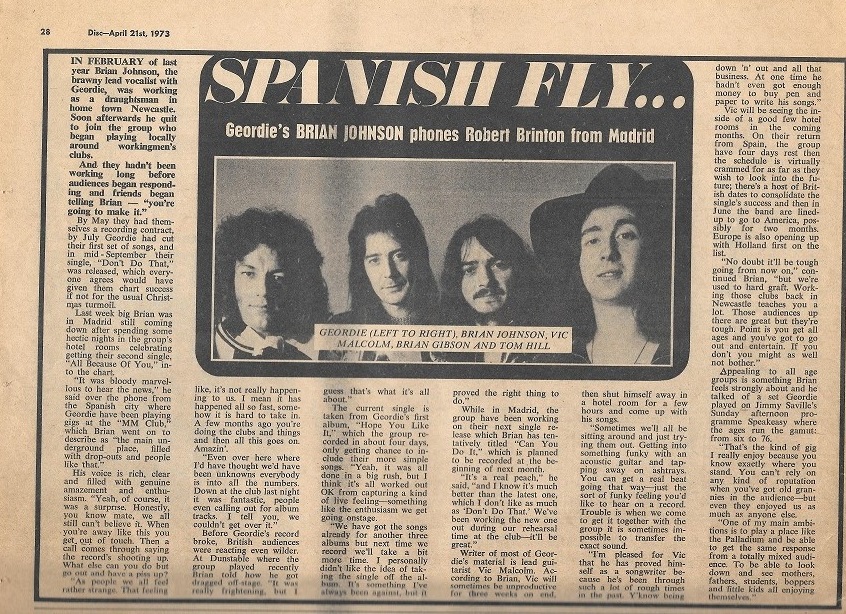 28
Disc—April 21st, 1973
IN FEBRUARY of last
year Brian Johnson, the
brawny lead vocalist with
Geordie, was working
as a draughtsman in
home town Newcastle.
Soon afterwards he quit
to join the group who
began playing locally
around workingmen's
clubs.
And they hadn't been
working long before
audiences began respond-
ing and friends began
telling Brian — "you're
going to make it."
By May they had them-
selves a recording contract,
by July Geordie had cut
their first set of songs, and
in mid-September their
single, "Don't Do That,"
was released, which every-
one agrees would have
given them chart success
if not for the usual Christ-
mas turmoil.
Last week big Brian was
in Madrid still coming
down after spending some
hectic nights in the group's
hotel rooms celebrating
getting their second single,
"All Because Of You," in-
to the chart.
"It was bloody marvel-
lous to hear the news," he
said over the phone from
the Spanish city where
Geordie have been playing
gigs at the "MM Club,"
which Brian went on to
describe as "the main un-
derground place, filled
with drop-outs and people
like that."
His voice is rich, clear
and filled with genuine
amazement and enthu-
siasm. "Yeah, of course, it
was a surprise. Honestly,
you know mate, we all
still can't believe it. When
you're away like this you
get out of touch. Then a
call comes through saying
the record's shooting up.
What else can you do but
go out and have a piss up?
"As people we all feel
rather strange. That feeling
SPANISH FLY...
Geordie's BRIAN JOHNSON phones Robert Brinton from Madrid
GEORDIE (LEFT TO RIGHT), BRIAN JOHNSON, VIC
MALCOLM, BRIAN GIBSON AND TOM HILL
like, it's not really happen-
ing to us. I mean it has
happened all so fast, some-
how it is hard to take in.
A few months ago you're
doing the clubs and things
and then all this goes on.
Amazin'.
"Even over here where
I'd have thought we'd have
been unknowns everybody
is into all the numbers.
Down at the club last night
it was fantastic, people
even calling out for album
tracks. I tell you, we
couldn't get over it."
Before Geordie's record
broke, British audiences
were reacting even wilder.
At Dunstable where the
group played recently
Brian told how he got
dragged off-stage. "It was
really frightening, but I
guess that's what it's all
about."
The current single is
taken from Geordie's first
album, "Hope You Like
It," which the group re-
corded in about four days,
only getting chance to in-
clude their more simple
songs. "Yeah, it was all
done in a big rush, but I
think it's all worked out
OK from capturing a kind
of live feeling—something
like the enthusiasm we get
going onstage.
"We have got the songs
already for another three
albums but next time we
record we'll take a bit
more time. I personally
didn't like the idea of tak-
ing the single off the al-
bum. It's something I've
always been against, but it
proved the right thing to
do."
While in Madrid, the
group have been working
on their next single re-
lease which Brian has ten-
tatively titled "Can You
Do It," which is planned
to be recorded at the be-
ginning of next month.
"It's a real peach," he
said, "and I know it's much
better than the latest one,
which I don't like as much
as 'Don't Do That.' We've
been working the new one
out during our rehearsal
time at the club—it'll be
great."
Writer of most of Geor-
die's material is lead gui-
tarist Vic Malcolm. Ac-
cording to Brian, Vic will
sometimes be unproductive
for three weeks on end,
then shut himself away in
a hotel room for a few
hours and come up with
his songs.
"Sometimes we'll all be
sitting around and just try-
ing them out. Getting into
something funky with an
acoustic guitar and tap-
ping away on ashtrays.
You can get a real beat
going that way—just the
sort of funky feeling you'd
like to hear on a record.
Trouble is when we come
to get it together with the
group it is sometimes im-
possible to transfer the
exact sound.
"I'm pleased for Vic
that he has proved him-
self as a songwriter be-
cause he's been through
such a lot of rough times
in the past. Y'know being
down 'n' out and all that
business. At one time he
hadn't even got enough
money to buy pen and
paper to write his songs."
Vic will be seeing the in-
side of a good few hotel
rooms in the coming
months. On their return
from Spain, the group
have four days rest then
the schedule is virtually
crammed for as far as they
wish to look into the fu-
ture; there's a host of Brit-
ish dates to consolidate the
single's success and then in
June the band are lined-
up to go to America, pos-
sibly for two months.
Europe is also opening up
with Holland first on the
list.
"No doubt it'll be tough
going from now on," con-
tinued Brian, "but we're
used to hard graft. Work-
ing those clubs back in
Newcastle teaches you a
lot. Those audiences up
there are great but they're
tough. Point is you get all
ages and you've got to go
out and entertain. If you
don't you might as well
not bother."
Appealing to all age
groups is something Brian
feels strongly about and he
talked of a set Geordie
played on Jimmy Saville's
Sunday afternoon pro-
gramme Speakeasy where
the ages run the gamut:
from six to 76.
"That's the kind of gig
I really enjoy because you
know exactly where you
stand. You can't rely on
any kind of reputation
when you've got old gran-
nies in the audience—but
even they enjoyed us as
much as anyone else.
"One of my main ambi-
tions is to play a place like
the Palladium and be able
to get the same response
from a totally mixed audi-
ence. To be able to look
down and see mothers,
fathers, students, boppers
and little kids all enjoying
themselves."